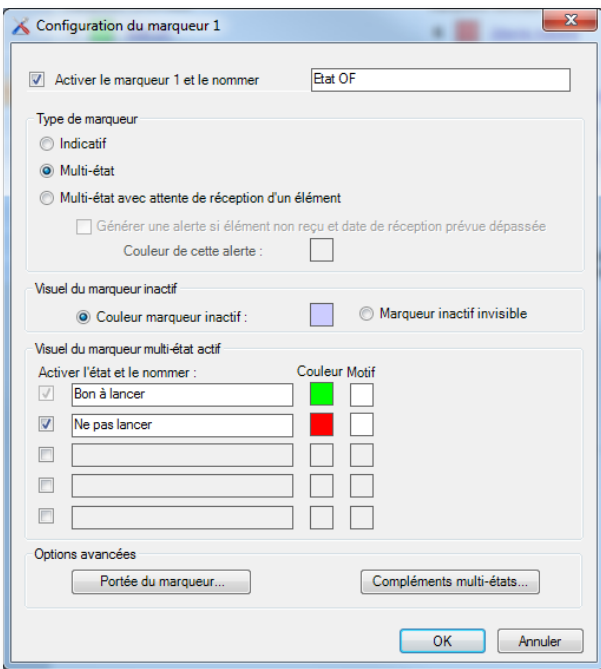 Configuration du marqueur 1
Activer le marqueur 1 et le nommer Etat OF
Type de marqueur
Indicatif
Multi-état
Multi-état avec attente de réception d'un élément
Générer une alerte si élément non reçu et date de réception prévue dépassée
Couleur de cette alerte :
Visuel du marqueur inactif
Couleur marqueur inactif : Marqueur inactif invisible
Visuel du marqueur multi-état actif
Activer l'état et le nommer : Couleur Motif
Bon à lancer
Ne pas lancer
Options avancées
Portée du marqueur... Compléments multi-états...
OK Annuler